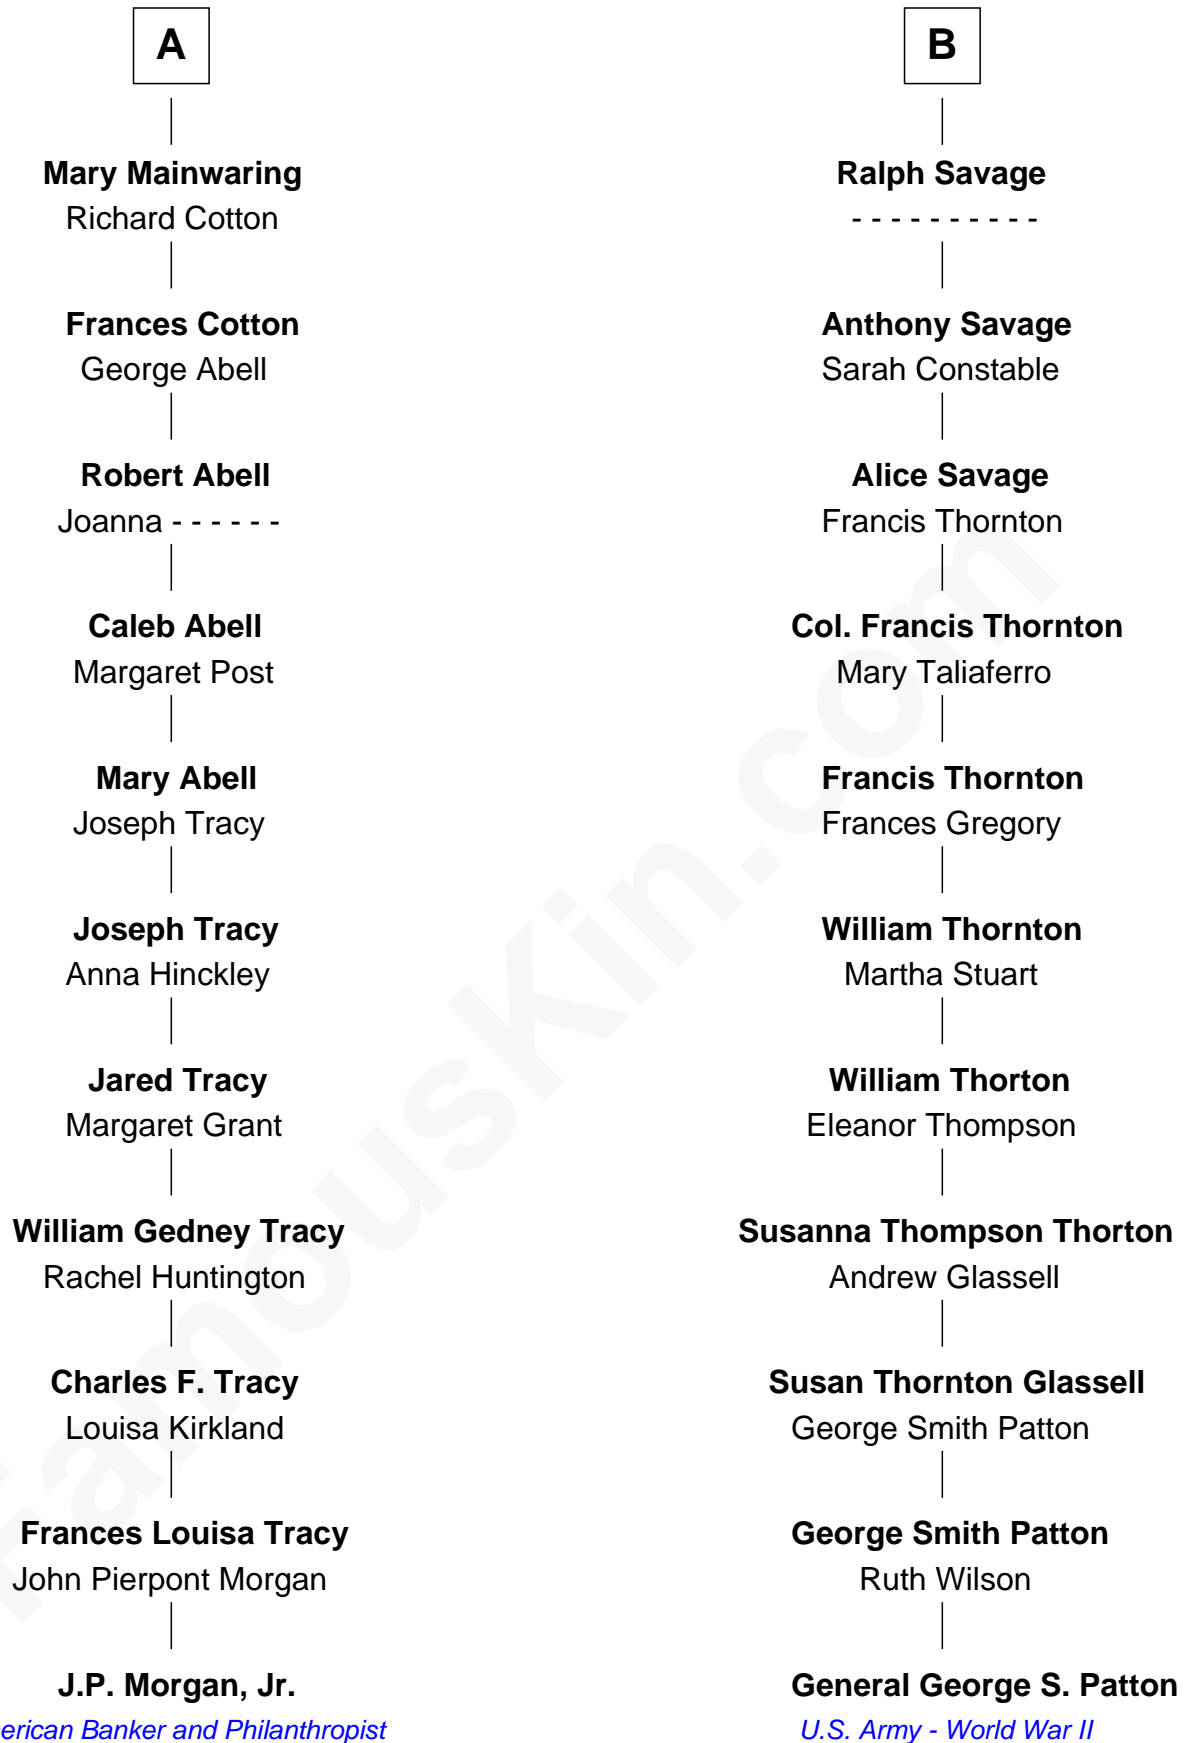 A
Mary Mainwaring
Richard Cotton
Frances Cotton
George Abell
Robert Abell
Joanna - - - - - -
Caleb Abell
Margaret Post
Mary Abell
Joseph Tracy
Joseph Tracy
Anna Hinckley
Jared Tracy
Margaret Grant
William Gedney Tracy
Rachel Huntington
Charles F. Tracy
Louisa Kirkland
Frances Louisa Tracy
John Pierpont Morgan
J.P. Morgan, Jr.
erican Banker and Philanthropist
B
Ralph Savage
- - - - - - - - - -
Anthony Savage
Sarah Constable
Alice Savage
Francis Thornton
Col. Francis Thornton
Mary Taliaferro
Francis Thornton
Frances Gregory
William Thornton
Martha Stuart
William Thorton
Eleanor Thompson
Susanna Thompson Thorton
Andrew Glassell
Susan Thornton Glassell
George Smith Patton
George Smith Patton
Ruth Wilson
General George S. Patton
U.S. Army - World War II
FamousKin.com